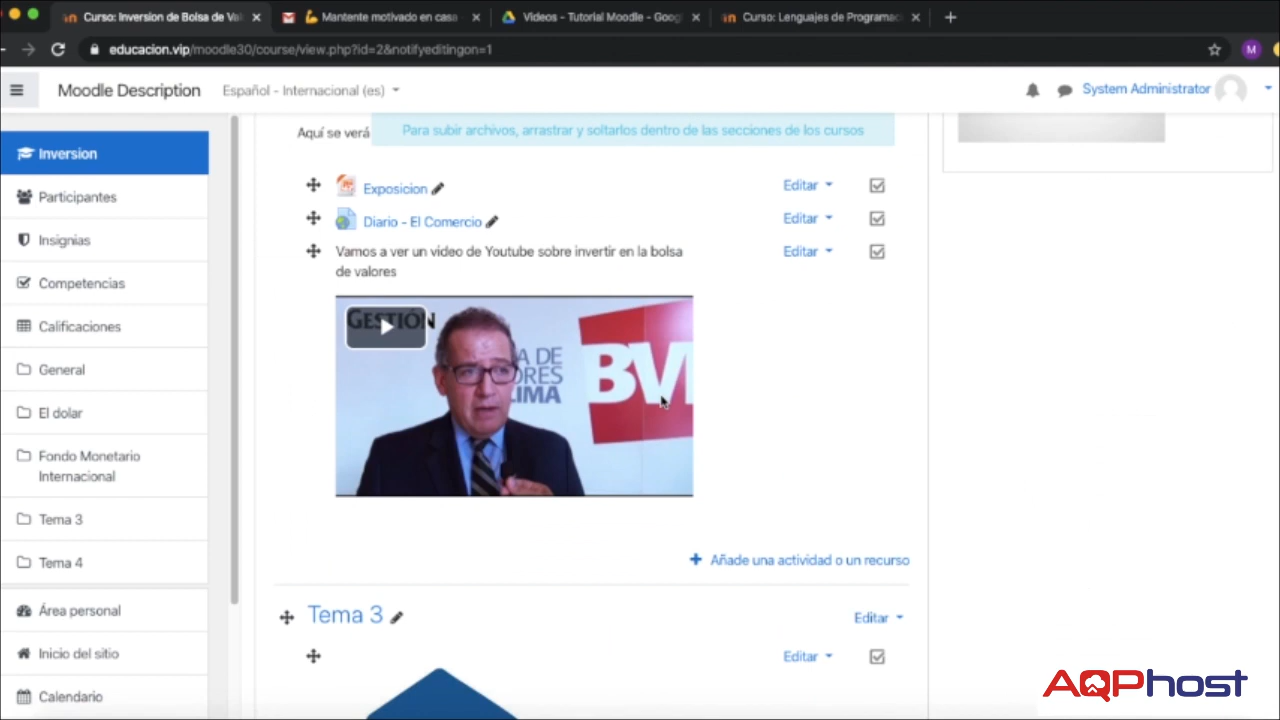 Curso: Inversion de Bolsa de Val
Mantente motivado en casa
Videos - Tutorial Moodle - Goog
Curso: Lenguajes de Programac
educacion.vip/moodle30/course/view.php?id=2&notifyeditingon=1
M
Moodle Description
Español - Internacional (es)
System Administrator
Inversion
Participantes
Insignias
Competencias
Calificaciones
General
El dolar
Fondo Monetario
Internacional
Tema 3
Tema 4
Área personal
Inicio del sitio
Calendario
Aquí se verá
Para subir archivos, arrastrar y soltarlos dentro de las secciones de los cursos
Exposicion
Editar
Diario - El Comercio
Editar
Vamos a ver un video de Youtube sobre invertir en la bolsa
de valores
Editar
GESTIÓN
A DE
ORES
LIMA
BV
Añade una actividad o un recurso
Tema 3
Editar
Editar
AQPhost